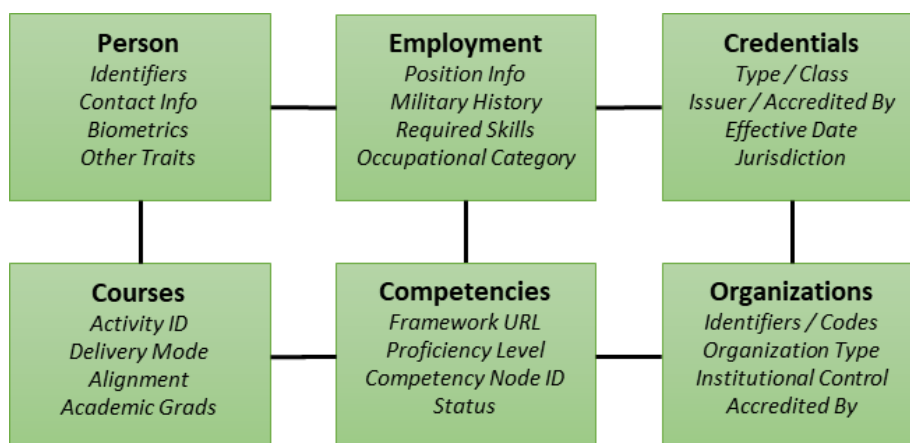 Person
Identifiers
Contact Info
Biometrics
Other Traits
Employment
Position Info
Military History
Required Skills
Occupational Category
Credentials
Type / Class
Issuer / Accredited By
Effective Date
Jurisdiction
Courses
Activity ID
Delivery Mode
Alignment
Academic Grads
Competencies
Framework URL
Proficiency Level
Competency Node ID
Status
Organizations
Identifiers / Codes
Organization Type
Institutional Control
Accredited By